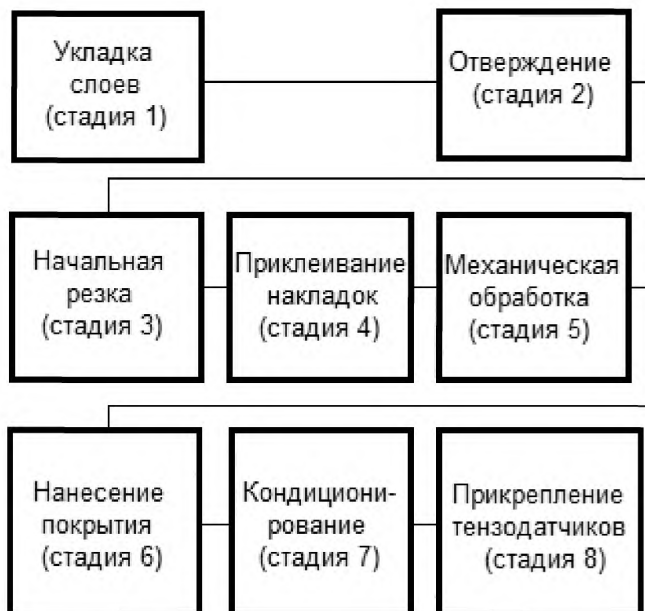 Укладка
слоев
(стадия 1)
Отверждение
(стадия 2)
Начальная
резка
(стадия 3)
Приклеивание
накладок
(стадия 4)
Механическая
обработка
(стадия 5)
Нанесение
покрытия
(стадия 6)
Кондициони-
рование
(стадия 7)
Прикрепление
тензодатчиков
(стадия 8)